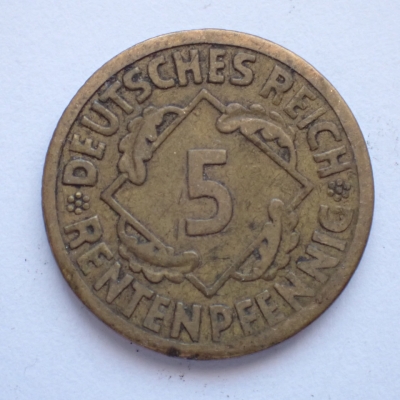 DEUTSCHES REICH
5
RENTENPFENNIG